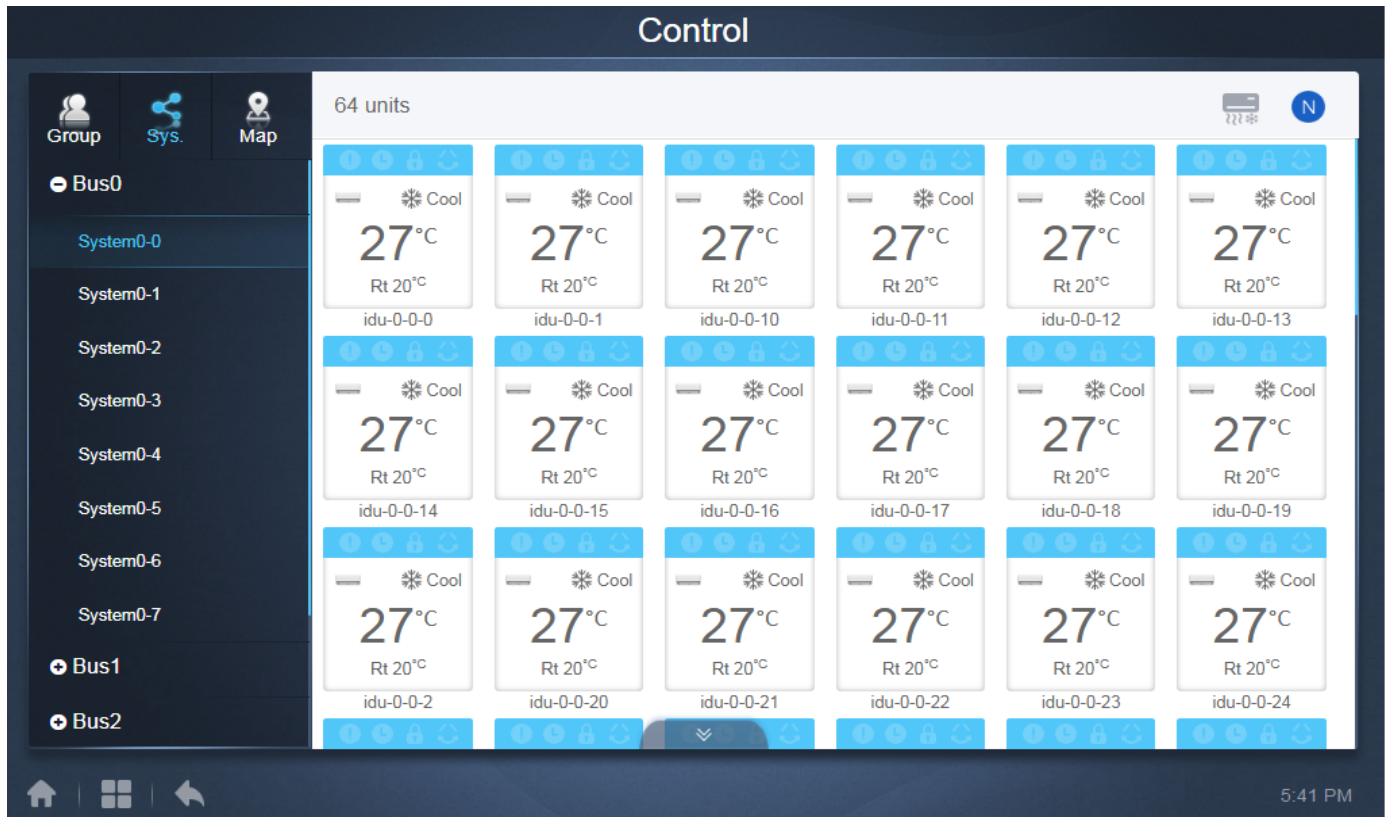 Control
Group Sys. Map
64 units N
Bus0
System0-0
System0-1
System0-2
System0-3
System0-4
System0-5
System0-6
System0-7
Bus1
Bus2
Cool Cool Cool Cool Cool Cool
27°C 27°C 27°C 27°C 27°C 27°C
Rt 20°C Rt 20°C Rt 20°C Rt 20°C Rt 20°C Rt 20°C
idu-0-0-0 idu-0-0-1 idu-0-0-10 idu-0-0-11 idu-0-0-12 idu-0-0-13
Cool Cool Cool Cool Cool Cool
27°C 27°C 27°C 27°C 27°C 27°C
Rt 20°C Rt 20°C Rt 20°C Rt 20°C Rt 20°C Rt 20°C
idu-0-0-14 idu-0-0-15 idu-0-0-16 idu-0-0-17 idu-0-0-18 idu-0-0-19
Cool Cool Cool Cool Cool Cool
27°C 27°C 27°C 27°C 27°C 27°C
Rt 20°C Rt 20°C Rt 20°C Rt 20°C Rt 20°C Rt 20°C
idu-0-0-2 idu-0-0-20 idu-0-0-21 idu-0-0-22 idu-0-0-23 idu-0-0-24
5:41 PM